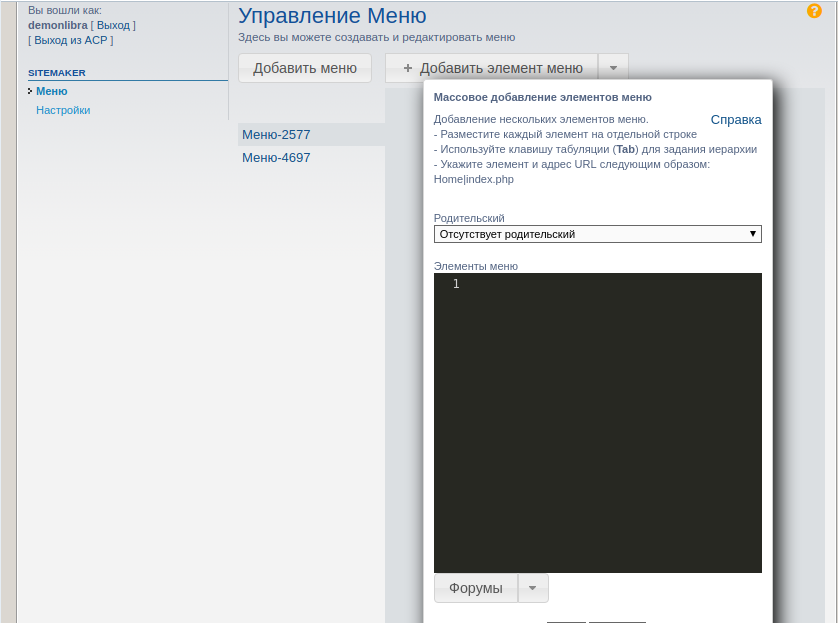 Вы вошли как:
demonlibra [ Выход ]
[ Выход из ACP ]
SITEMAKER
Меню
Настройки
Управление Меню
?
Здесь вы можете создавать и редактировать меню
Добавить меню
+ Добавить элемент меню
Меню-2577
Меню-4697
Массовое добавление элементов меню
Добавление нескольких элементов меню. Справка
- Разместите каждый элемент на отдельной строке
- Используйте клавишу табуляции (Tab) для задания иерархии
- Укажите элемент и адрес URL следующим образом:
Home|index.php
Родительский
Отсутствует родительский
Элементы меню
1
Форумы